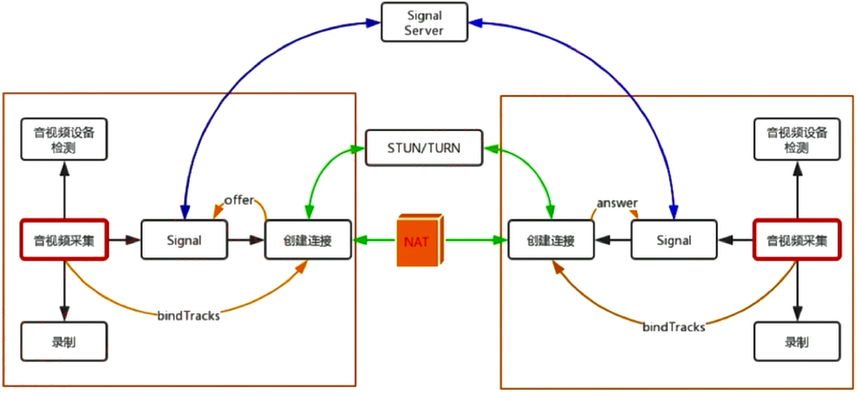 Signal
Server
音视频设备
检测
STUN/TURN
音视频设备
检测
offer
answer
音视频采集
Signal
创建连接
NAT
创建连接
Signal
音视频采集
bindTracks
bindTracks
录制
录制